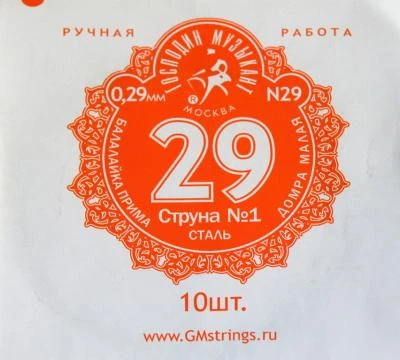 РУЧНАЯ РАБОТА
ГОСПОДИН МУЗЫКАНТ
0,29мм
N29
®
МОСКВА
29
БАЛАЛАЙКА ПРИМА
ДОМРА МАЛАЯ
Струна №1
СТАЛЬ
10шт.
www.GMstrings.ru